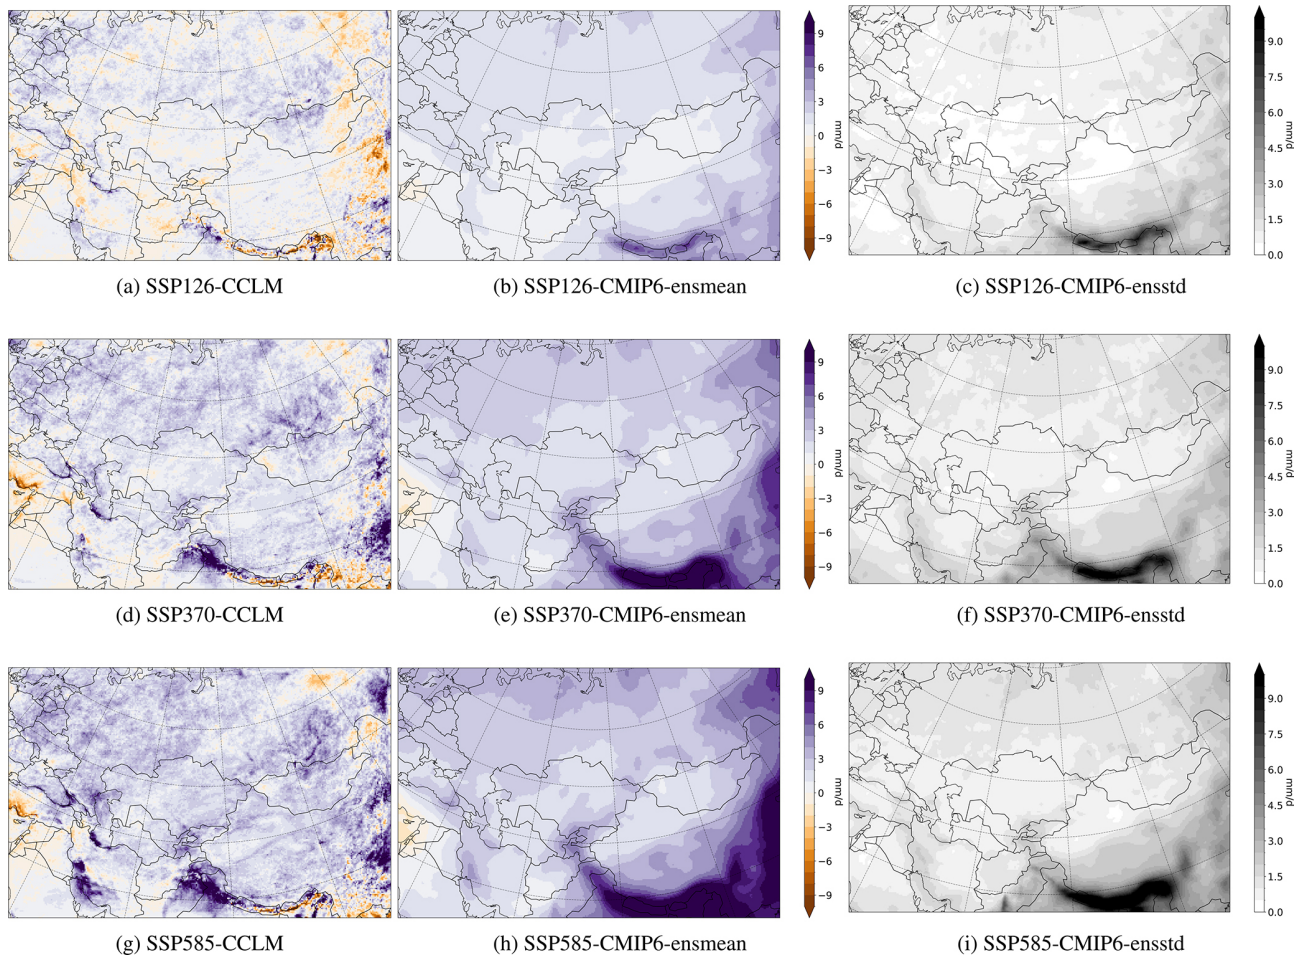 9
6
3
0
−3
−6
−9
mm/d
9.0
7.5
6.0
4.5
3.0
1.5
0.0
mm/d
(a) SSP126-CCLM
(b) SSP126-CMIP6-ensmean
(c) SSP126-CMIP6-ensstd
9
6
3
0
−3
−6
−9
mm/d
9.0
7.5
6.0
4.5
3.0
1.5
0.0
mm/d
(d) SSP370-CCLM
(e) SSP370-CMIP6-ensmean
(f) SSP370-CMIP6-ensstd
9
6
3
0
−3
−6
−9
mm/d
9.0
7.5
6.0
4.5
3.0
1.5
0.0
mm/d
(g) SSP585-CCLM
(h) SSP585-CMIP6-ensmean
(i) SSP585-CMIP6-ensstd